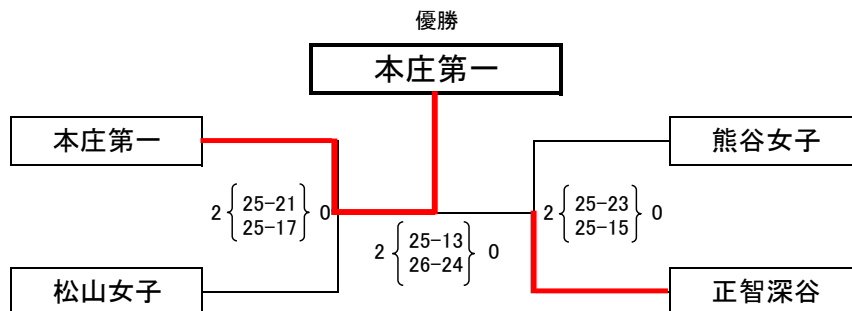 優勝
本庄第一
本庄第一
熊谷女子
2 { 25-21 } 0
25-17
2 { 25-23 } 0
25-15
2 { 25-13 } 0
26-24
松山女子
正智深谷